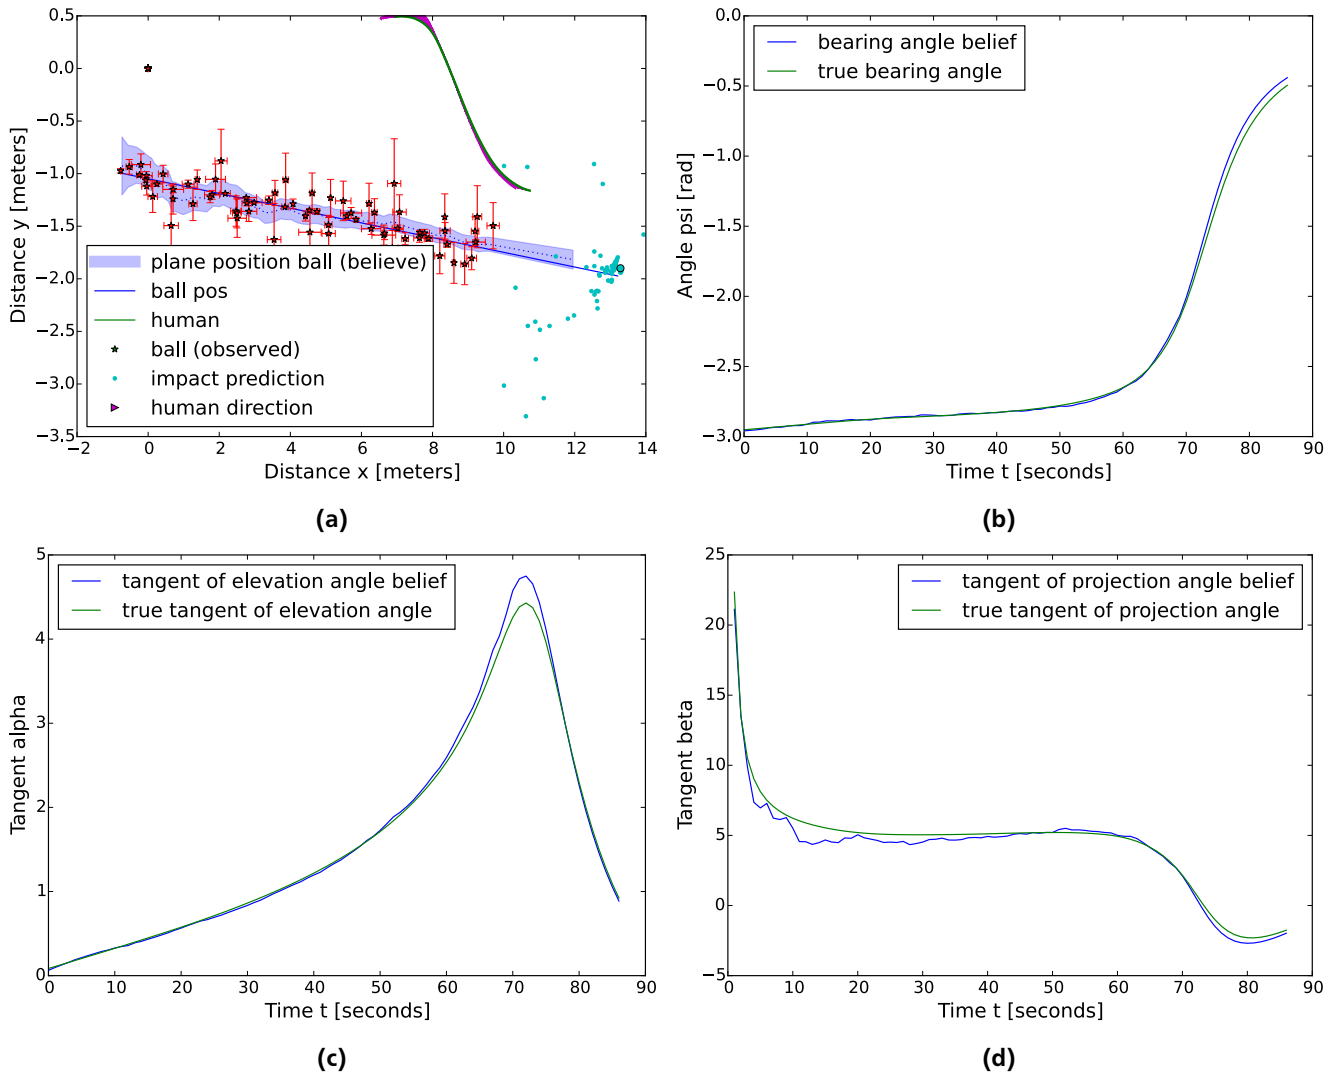 0.5
0.0
−0.5
−1.0
−1.5
−2.0
−2.5
−3.0
−3.5
Distance y [meters]
plane position ball (believe)
ball pos
human
ball (observed)
impact prediction
human direction
−2 0 2 4 6 8 10 12 14
Distance x [meters]
(a)
0.0
−0.5
−1.0
−1.5
−2.0
−2.5
−3.0
Angle psi [rad]
bearing angle belief
true bearing angle
0 10 20 30 40 50 60 70 80 90
Time t [seconds]
(b)
5
4
3
2
1
0
Tangent alpha
tangent of elevation angle belief
true tangent of elevation angle
0 10 20 30 40 50 60 70 80 90
Time t [seconds]
(c)
25
20
15
10
5
0
−5
Tangent beta
tangent of projection angle belief
true tangent of projection angle
0 10 20 30 40 50 60 70 80 90
Time t [seconds]
(d)